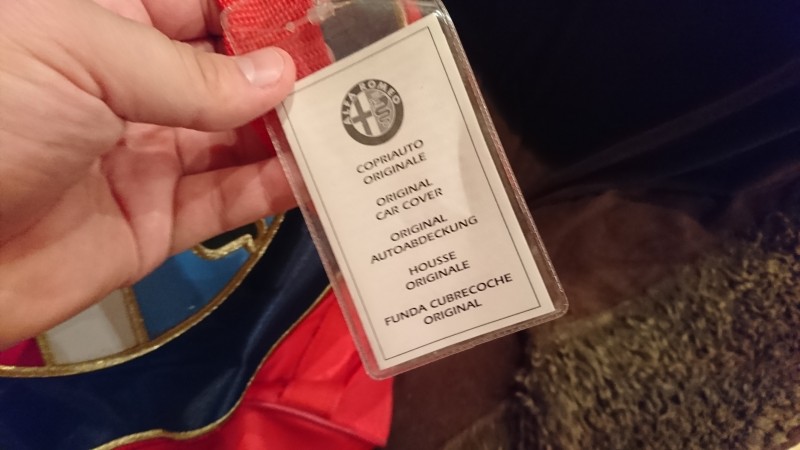 ALFA ROMEO
COPRIAUTO
ORIGINALE
ORIGINAL
CAR COVER
ORIGINAL
AUTOABDECKUNG
HOUSSE
ORIGINALE
FUNDA CUBRECOCHE
ORIGINAL